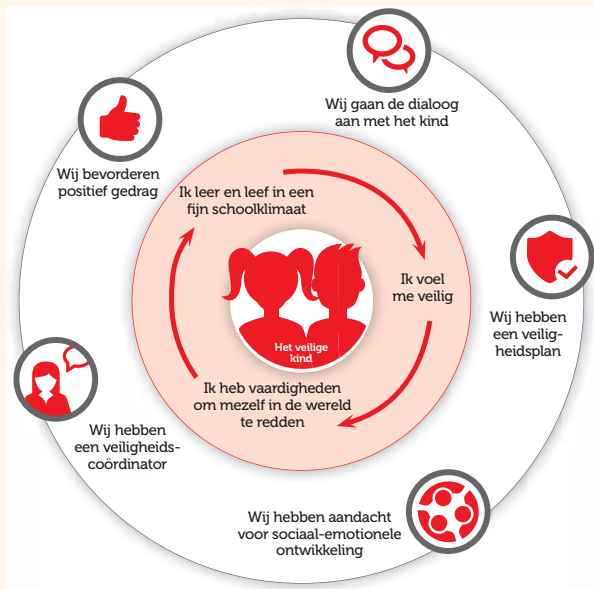 Wij gaan de dialoog
aan met het kind
Wij bevorderen
positief gedrag
Ik leer en leef in een
fijn schoolklimaat
Ik voel
me veilig
Wij hebben
een veilig-
heidsplan
Het veilige
kind
Ik heb vaardigheden
om mezelf in de wereld
te redden
Wij hebben
een veiligheids-
coördinator
Wij hebben aandacht
voor sociaal-emotionele
ontwikkeling